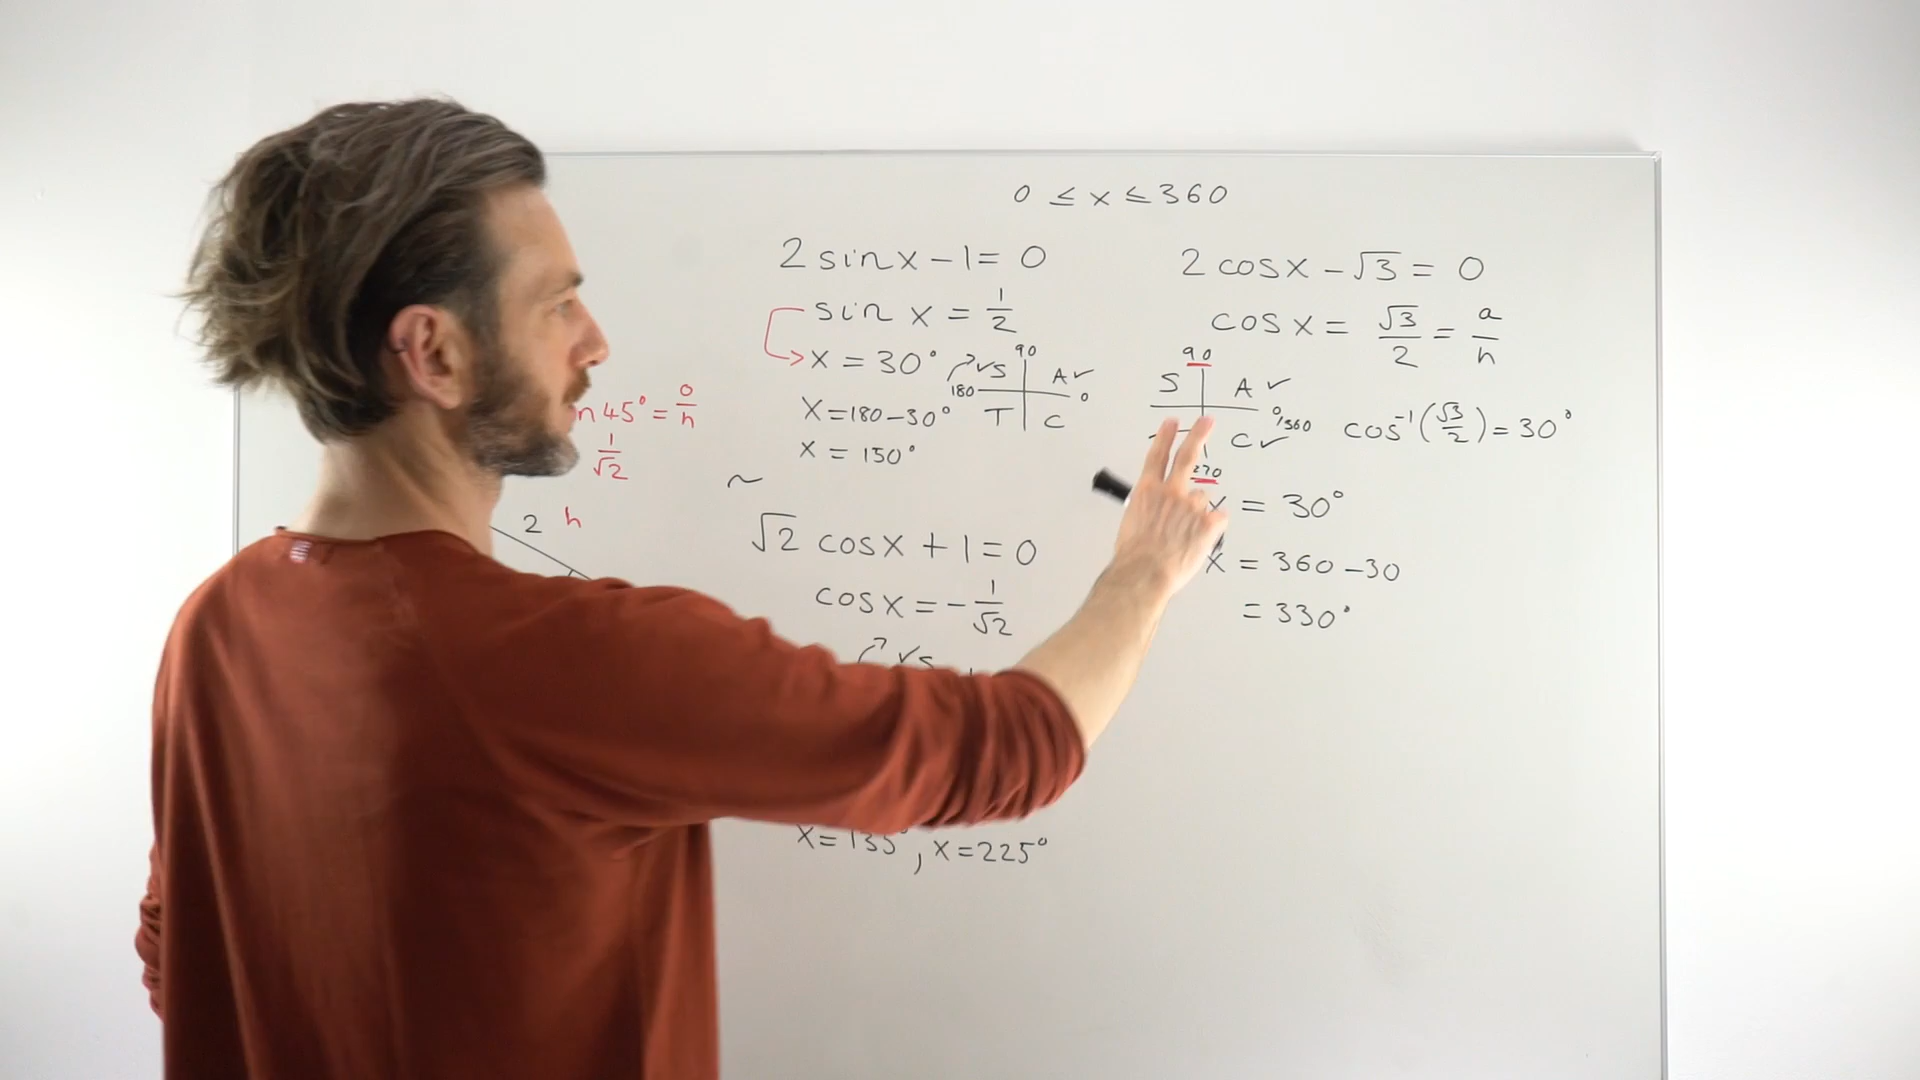 0 ≤ x ≤ 360
n 45° = o/h
1/√2
2 h
2 sin x - 1 = 0
sin x = 1/2
x = 30°
x = 180 - 30°
x = 150°
90
√S A✓
180 0
T C
~
√2 cos x + 1 = 0
cos x = - 1/√2
√S
x = 135°, x = 225°
2 cos x - √3 = 0
cos x = √3/2 = a/h
90
S A ✓
0/360
C ✓
270
cos⁻¹(√3/2) = 30°
x = 30°
x = 360 - 30
= 330°